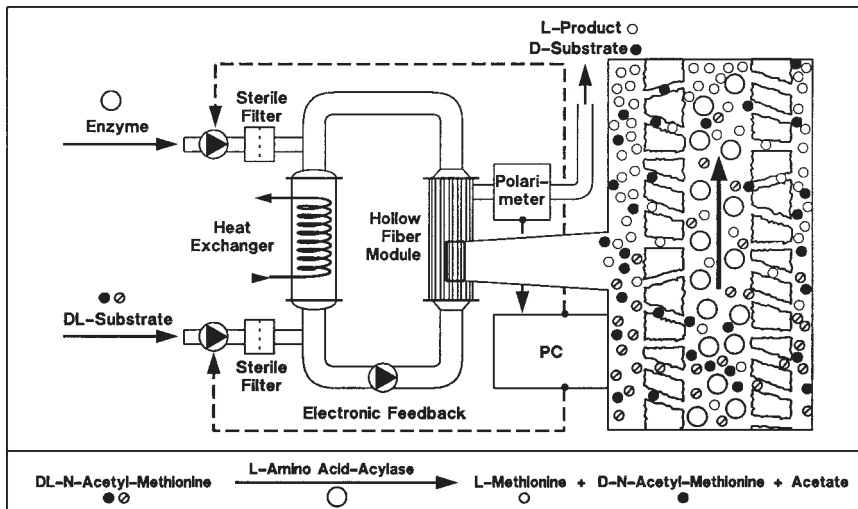 L-Product
D-Substrate
Enzyme
Sterile
Filter
Polari-
meter
Heat
Exchanger
Hollow
Fiber
Module
DL-Substrate
Sterile
Filter
PC
Electronic Feedback
DL-N-Acetyl-Methionine
L-Amino Acid-Acylase
L-Methionine + D-N-Acetyl-Methionine + Acetate